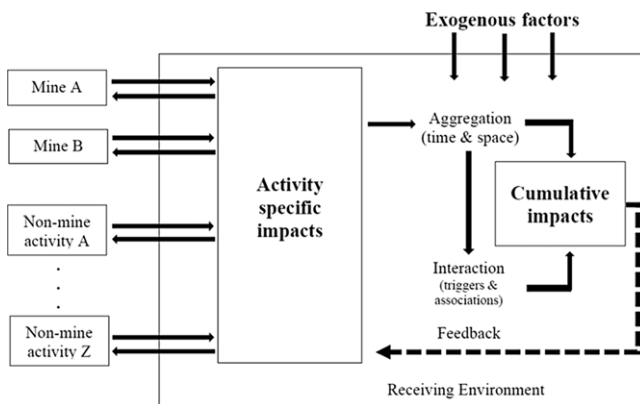 Exogenous factors
Mine A
Mine B
Non-mine
activity A
.
.
.
Non-mine
activity Z
Activity
specific
impacts
Aggregation
(time & space)
Cumulative
impacts
Interaction
(triggers &
associations)
Feedback
Receiving Environment